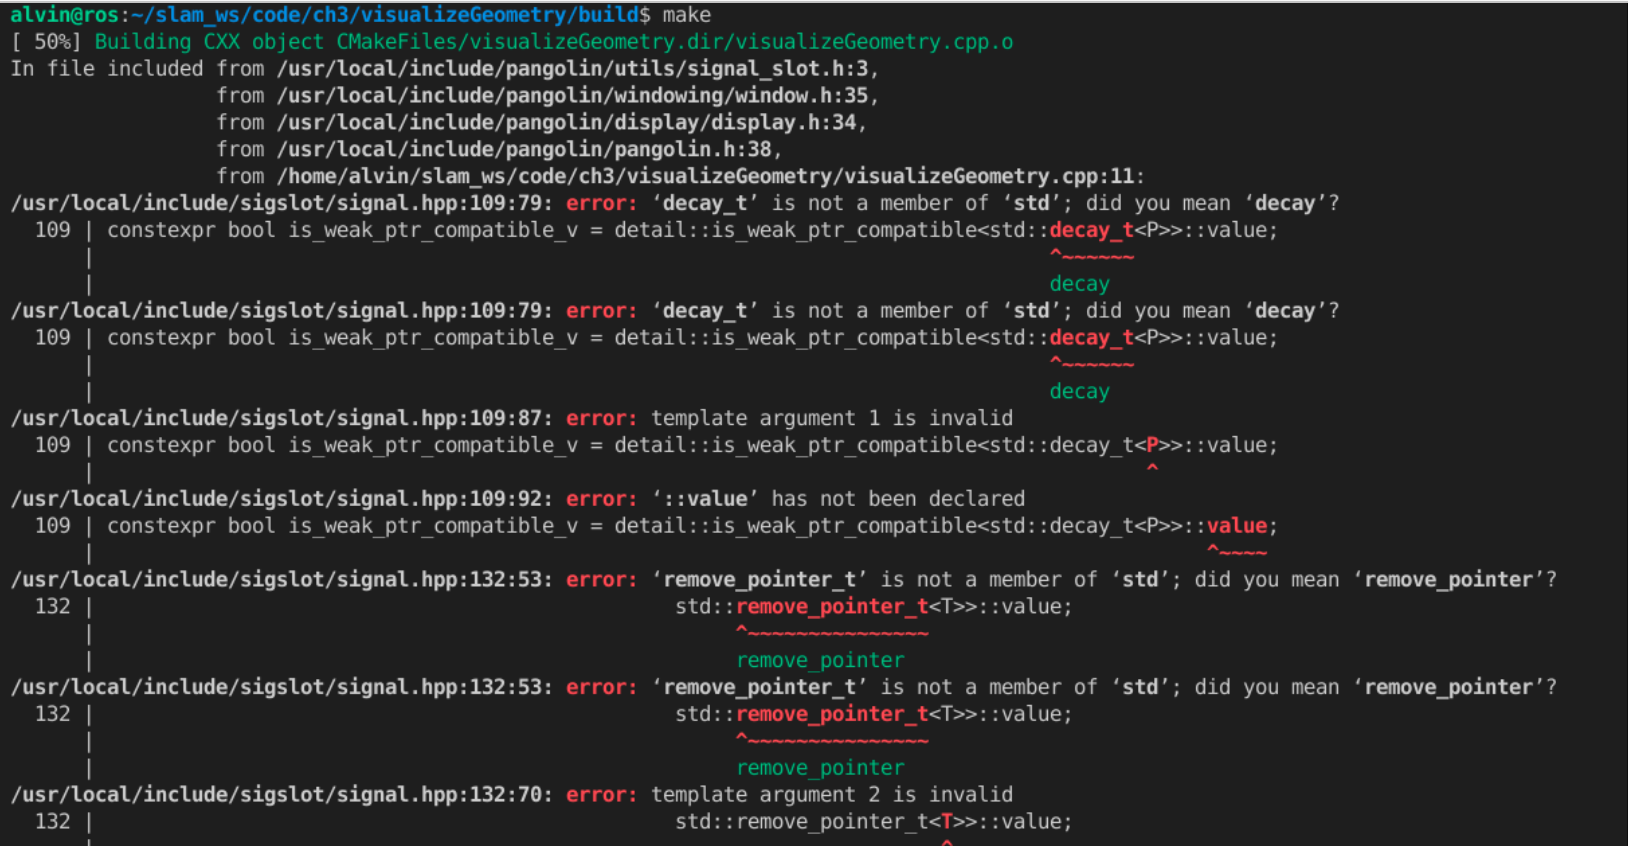 alvin@ros:~/slam_ws/code/ch3/visualizeGeometry/build$ make
[ 50%] Building CXX object CMakeFiles/visualizeGeometry.dir/visualizeGeometry.cpp.o
In file included from /usr/local/include/pangolin/utils/signal_slot.h:3,
                 from /usr/local/include/pangolin/windowing/window.h:35,
                 from /usr/local/include/pangolin/display/display.h:34,
                 from /usr/local/include/pangolin/pangolin.h:38,
                 from /home/alvin/slam_ws/code/ch3/visualizeGeometry/visualizeGeometry.cpp:11:
/usr/local/include/sigslot/signal.hpp:109:79: error: ‘decay_t’ is not a member of ‘std’; did you mean ‘decay’?
  109 | constexpr bool is_weak_ptr_compatible_v = detail::is_weak_ptr_compatible<std::decay_t<P>>::value;
      |                                                                               ^~~~~~~
      |                                                                               decay
/usr/local/include/sigslot/signal.hpp:109:79: error: ‘decay_t’ is not a member of ‘std’; did you mean ‘decay’?
  109 | constexpr bool is_weak_ptr_compatible_v = detail::is_weak_ptr_compatible<std::decay_t<P>>::value;
      |                                                                               ^~~~~~~
      |                                                                               decay
/usr/local/include/sigslot/signal.hpp:109:87: error: template argument 1 is invalid
  109 | constexpr bool is_weak_ptr_compatible_v = detail::is_weak_ptr_compatible<std::decay_t<P>>::value;
      |                                                                                       ^
/usr/local/include/sigslot/signal.hpp:109:92: error: ‘::value’ has not been declared
  109 | constexpr bool is_weak_ptr_compatible_v = detail::is_weak_ptr_compatible<std::decay_t<P>>::value;
      |                                                                                            ^~~~~
/usr/local/include/sigslot/signal.hpp:132:53: error: ‘remove_pointer_t’ is not a member of ‘std’; did you mean ‘remove_pointer’?
  132 |                                                std::remove_pointer_t<T>>::value;
      |                                                     ^~~~~~~~~~~~~~~~
      |                                                     remove_pointer
/usr/local/include/sigslot/signal.hpp:132:53: error: ‘remove_pointer_t’ is not a member of ‘std’; did you mean ‘remove_pointer’?
  132 |                                                std::remove_pointer_t<T>>::value;
      |                                                     ^~~~~~~~~~~~~~~~
      |                                                     remove_pointer
/usr/local/include/sigslot/signal.hpp:132:70: error: template argument 2 is invalid
  132 |                                                std::remove_pointer_t<T>>::value;
      |                                                                      ^